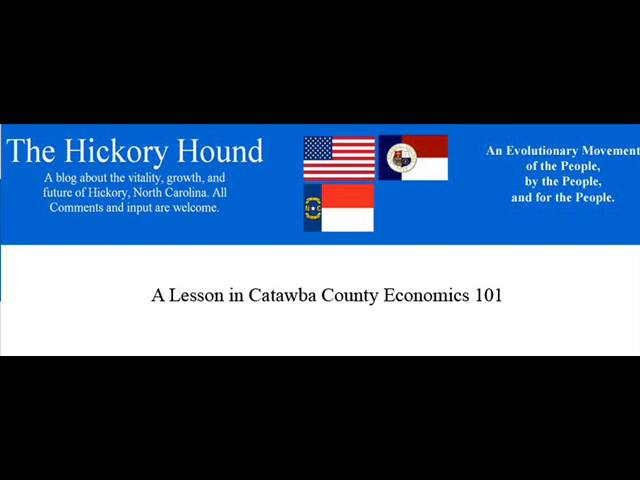 The Hickory Hound
A blog about the vitality, growth, and
future of Hickory, North Carolina. All
Comments and input are welcome.
N C
An Evolutionary Movement
of the People,
by the People,
and for the People.
A Lesson in Catawba County Economics 101